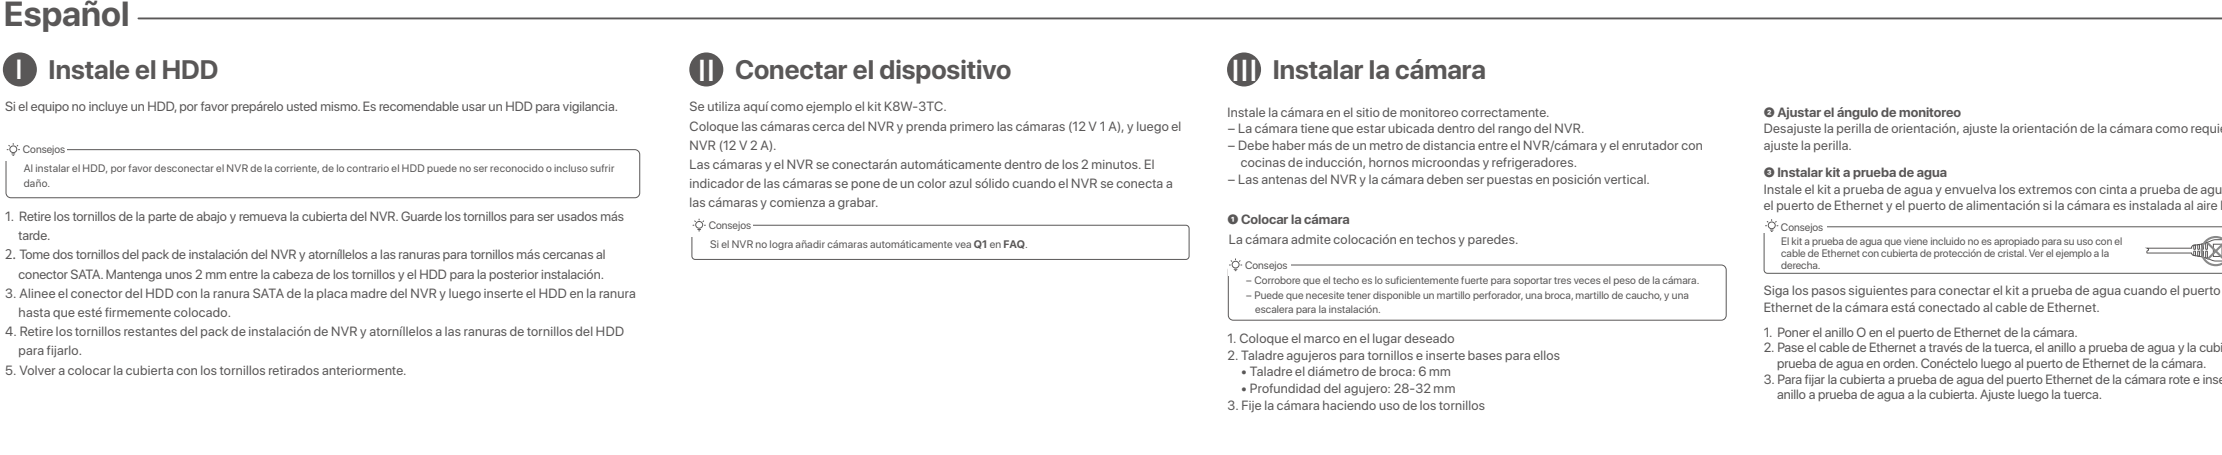 Español
I Instale el HDD
Si el equipo no incluye un HDD, por favor prepárelo usted mismo. Es recomendable usar un HDD para vigilancia.
Consejos
Al instalar el HDD, por favor desconectar el NVR de la corriente, de lo contrario el HDD puede no ser reconocido o incluso sufrir
daño.
1. Retire los tornillos de la parte de abajo y remueva la cubierta del NVR. Guarde los tornillos para ser usados más
tarde.
2. Tome dos tornillos del pack de instalación del NVR y atorníllelos a las ranuras para tornillos más cercanas al
conector SATA. Mantenga unos 2 mm entre la cabeza de los tornillos y el HDD para la posterior instalación.
3. Alinee el conector del HDD con la ranura SATA de la placa madre del NVR y luego inserte el HDD en la ranura
hasta que esté firmemente colocado.
4. Retire los tornillos restantes del pack de instalación de NVR y atorníllelos a las ranuras de tornillos del HDD
para fijarlo.
5. Volver a colocar la cubierta con los tornillos retirados anteriormente.
II Conectar el dispositivo
Se utiliza aquí como ejemplo el kit K8W-3TC.
Coloque las cámaras cerca del NVR y prenda primero las cámaras (12 V 1 A), y luego el
NVR (12 V 2 A).
Las cámaras y el NVR se conectarán automáticamente dentro de los 2 minutos. El
indicador de las cámaras se pone de un color azul sólido cuando el NVR se conecta a
las cámaras y comienza a grabar.
Consejos
Si el NVR no logra añadir cámaras automáticamente vea Q1 en FAQ.
III Instalar la cámara
Instale la cámara en el sitio de monitoreo correctamente.
– La cámara tiene que estar ubicada dentro del rango del NVR.
– Debe haber más de un metro de distancia entre el NVR/cámara y el enrutador con
cocinas de inducción, hornos microondas y refrigeradores.
– Las antenas del NVR y la cámara deben ser puestas en posición vertical.
❶ Colocar la cámara
La cámara admite colocación en techos y paredes.
Consejos
– Corrobore que el techo es lo suficientemente fuerte para soportar tres veces el peso de la cámara.
– Puede que necesite tener disponible un martillo perforador, una broca, martillo de caucho, y una
escalera para la instalación.
1. Coloque el marco en el lugar deseado
2. Taladre agujeros para tornillos e inserte bases para ellos
• Taladre el diámetro de broca: 6 mm
• Profundidad del agujero: 28-32 mm
3. Fije la cámara haciendo uso de los tornillos
❷ Ajustar el ángulo de monitoreo
Desajuste la perilla de orientación, ajuste la orientación de la cámara como requie
ajuste la perilla.
❸ Instalar kit a prueba de agua
Instale el kit a prueba de agua y envuelva los extremos con cinta a prueba de agu
el puerto de Ethernet y el puerto de alimentación si la cámara es instalada al aire l
Consejos
El kit a prueba de agua que viene incluido no es apropiado para su uso con el
cable de Ethernet con cubierta de protección de cristal. Ver el ejemplo a la
derecha.
Siga los pasos siguientes para conectar el kit a prueba de agua cuando el puerto
Ethernet de la cámara está conectado al cable de Ethernet.
1. Poner el anillo O en el puerto de Ethernet de la cámara.
2. Pase el cable de Ethernet a través de la tuerca, el anillo a prueba de agua y la cubi
prueba de agua en orden. Conéctelo luego al puerto de Ethernet de la cámara.
3. Para fijar la cubierta a prueba de agua del puerto Ethernet de la cámara rote e inse
anillo a prueba de agua a la cubierta. Ajuste luego la tuerca.